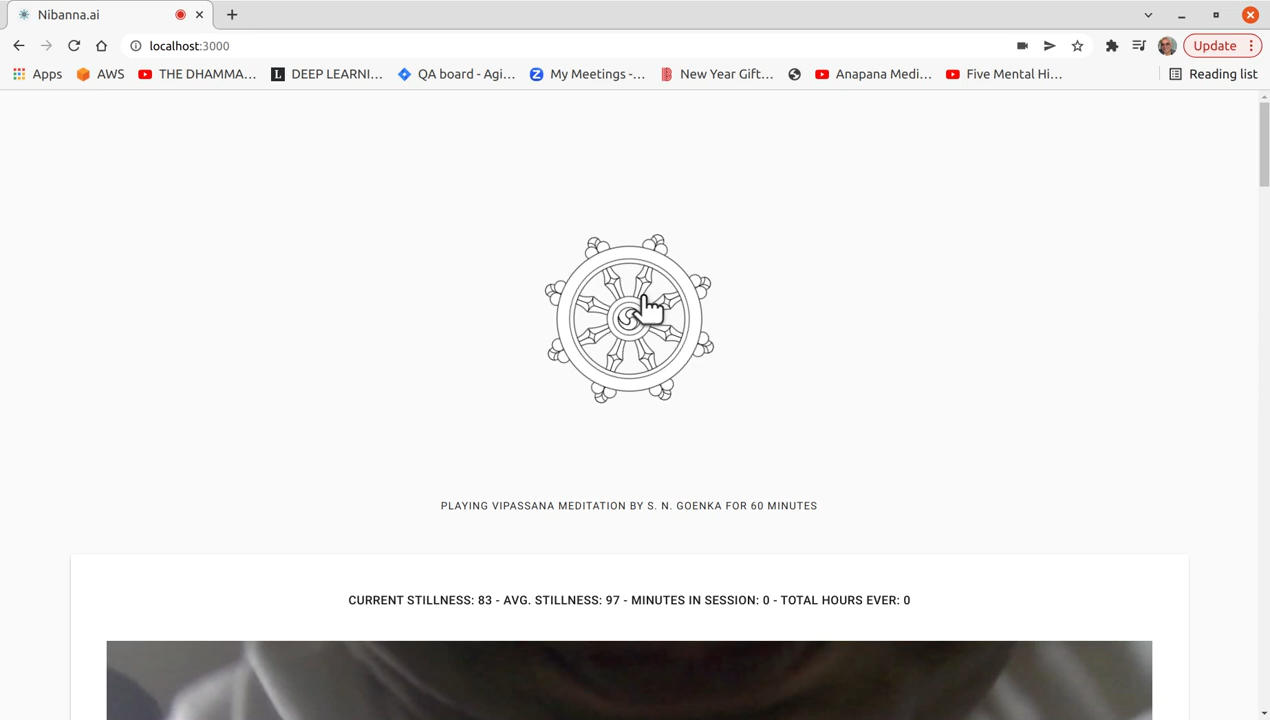 Nibanna.ai
localhost:3000
Update
Apps
AWS
THE DHAMMA...
L DEEP LEARNI...
QA board - Agi...
Z My Meetings -...
B New Year Gift...
Anapana Medi...
Five Mental Hi...
Reading list
PLAYING VIPASSANA MEDITATION BY S. N. GOENKA FOR 60 MINUTES
CURRENT STILLNESS: 83 - AVG. STILLNESS: 97 - MINUTES IN SESSION: 0 - TOTAL HOURS EVER: 0